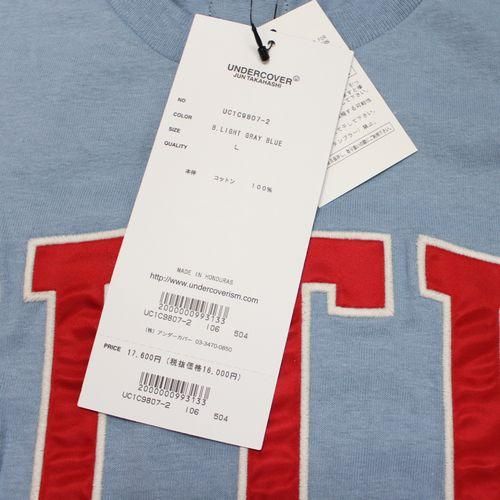 UNDERCOVER
JUN TAKAHASHI
NO UC1C9807-2
COLOR B.LIGHT GRAY BLUE
SIZE L
QUALITY
本体 コットン 100%
MADE IN HONDURAS
http://www.undercoverism.com
2000000993133
UC1C9807-2 106 504
(株) アンダーカバー 03-3470-0850
PRICE 17,600円 (税抜価格16,000円)
2000000993133
UC1C9807-2 106 504